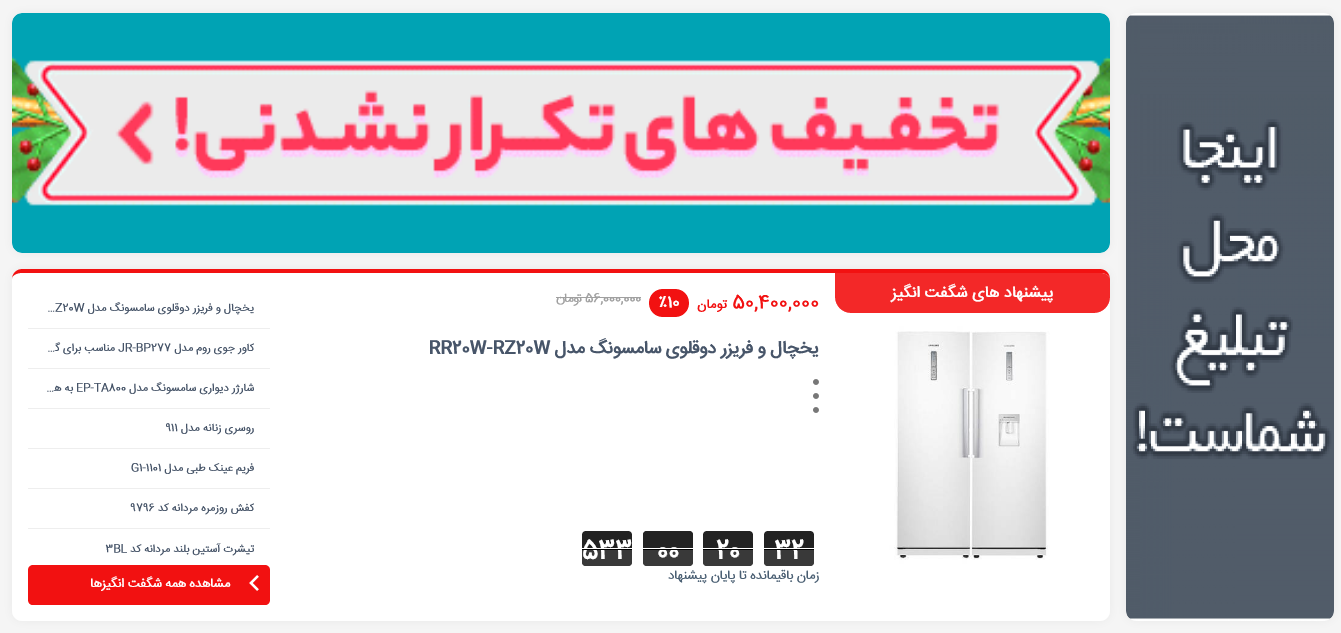 اینجا
محل
تبلیغ
شماست!
تخفیف های تکرار نشدنی!
پیشنهاد های شگفت انگیز
۵۰,۴۰۰,۰۰۰ تومان ۱۰٪ ۵۶,۰۰۰,۰۰۰ تومان
یخچال و فریزر دوقلوی سامسونگ مدل RR۲۰W-RZ۲۰W
۵۳۳ ۰۰ ۲۰ ۳۲
زمان باقیمانده تا پایان پیشنهاد
یخچال و فریزر دوقلوی سامسونگ مدل Z۲۰W...
کاور جوی روم مدل JR-BP۲۷۷ مناسب برای گ...
شارژر دیواری سامسونگ مدل EP-TA۸۰۰ به ه...
روسری زنانه مدل ۹۱۱
فریم عینک طبی مدل G۱-۱۱۰۱
کفش روزمره مردانه کد ۹۷۹۶
تیشرت آستین بلند مردانه کد ۳BL
مشاهده همه شگفت انگیزها